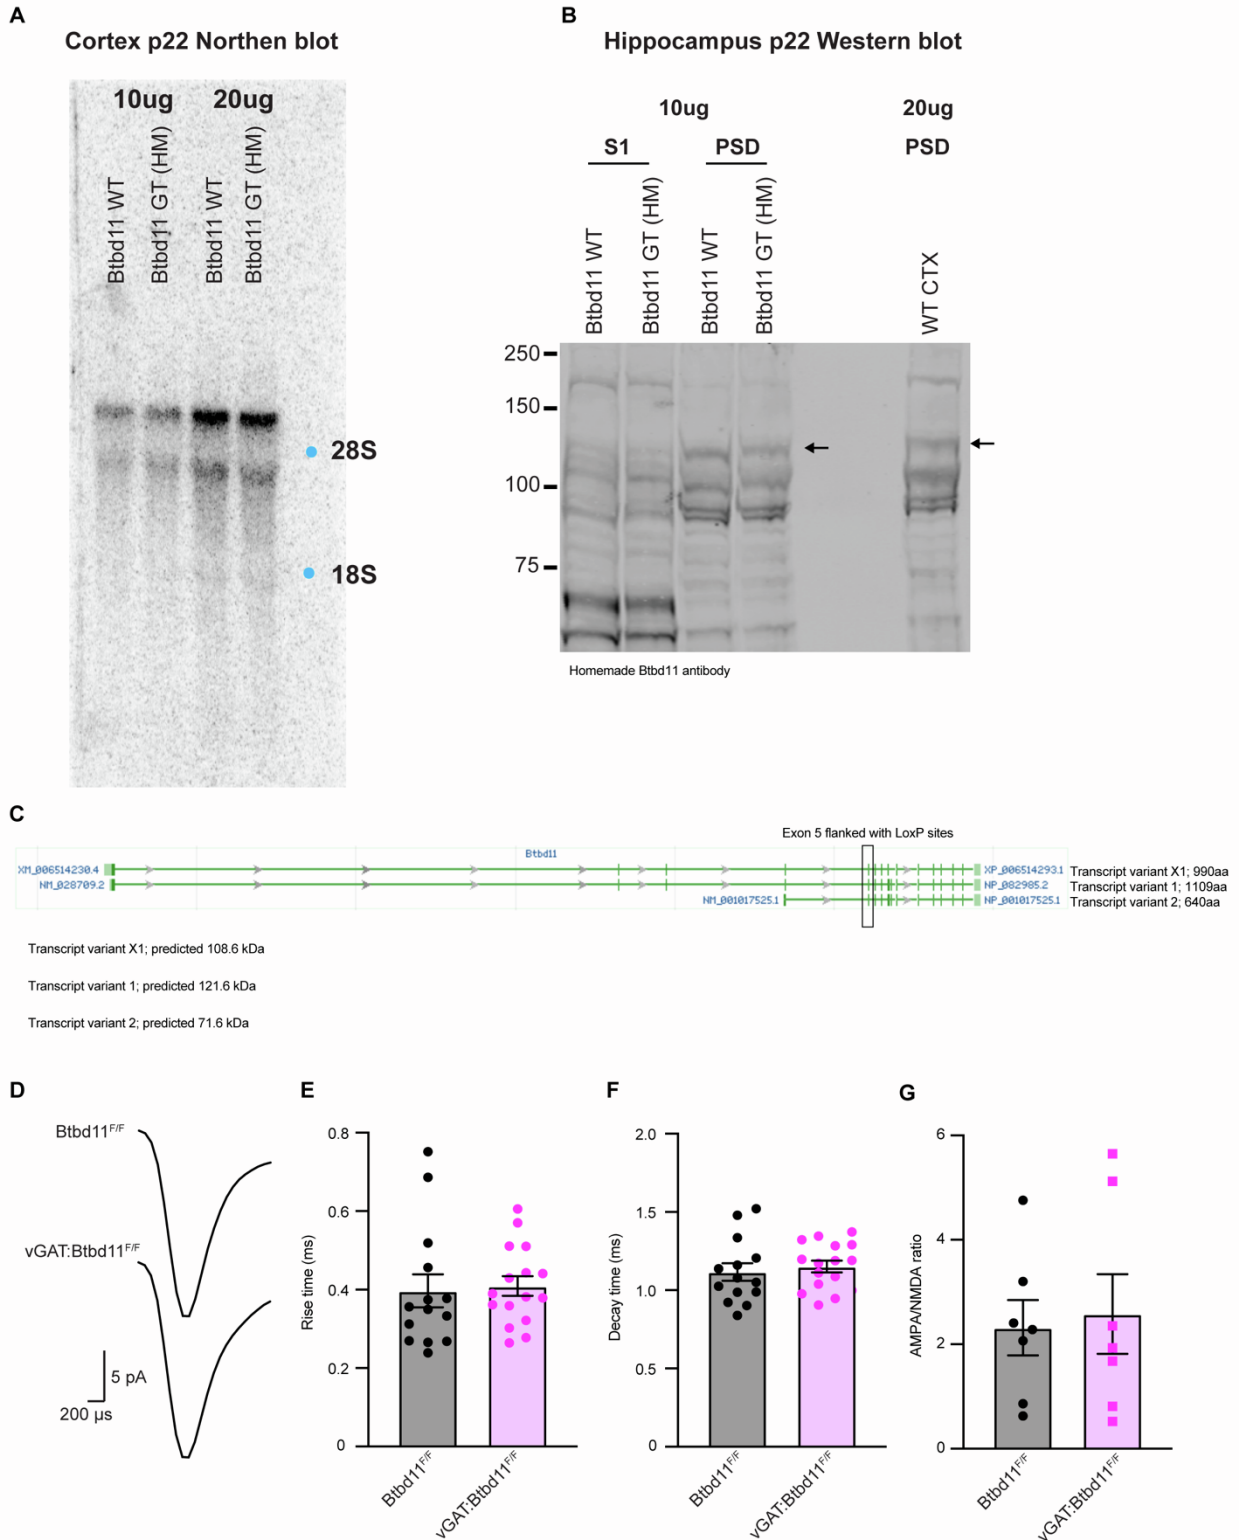 A
Cortex p22 Northen blot
10ug 20ug
Btbd11 WT
Btbd11 GT (HM)
Btbd11 WT
Btbd11 GT (HM)
28S
18S
B
Hippocampus p22 Western blot
10ug 20ug
S1 PSD PSD
Btbd11 WT
Btbd11 GT (HM)
Btbd11 WT
Btbd11 GT (HM)
WT CTX
250
150
100
75
Homemade Btbd11 antibody
C
Exon 5 flanked with LoxP sites
Btbd11
XM_006514230.4 XP_006514293.1 Transcript variant X1; 990aa
NM_028709.2 NP_082985.2 Transcript variant 1; 1109aa
NM_001017525.1 NP_001017525.1 Transcript variant 2; 640aa
Transcript variant X1; predicted 108.6 kDa
Transcript variant 1; predicted 121.6 kDa
Transcript variant 2; predicted 71.6 kDa
D
Btbd11F/F
vGAT:Btbd11F/F
5 pA
200 µs
E
Rise time (ms)
0.8
0.6
0.4
0.2
0
Btbd11F/F
vGAT:Btbd11F/F
F
Decay time (ms)
2.0
1.5
1.0
0.5
0
Btbd11F/F
vGAT:Btbd11F/F
G
AMPA/NMDA ratio
6
4
2
0
Btbd11F/F
vGAT:Btbd11F/F